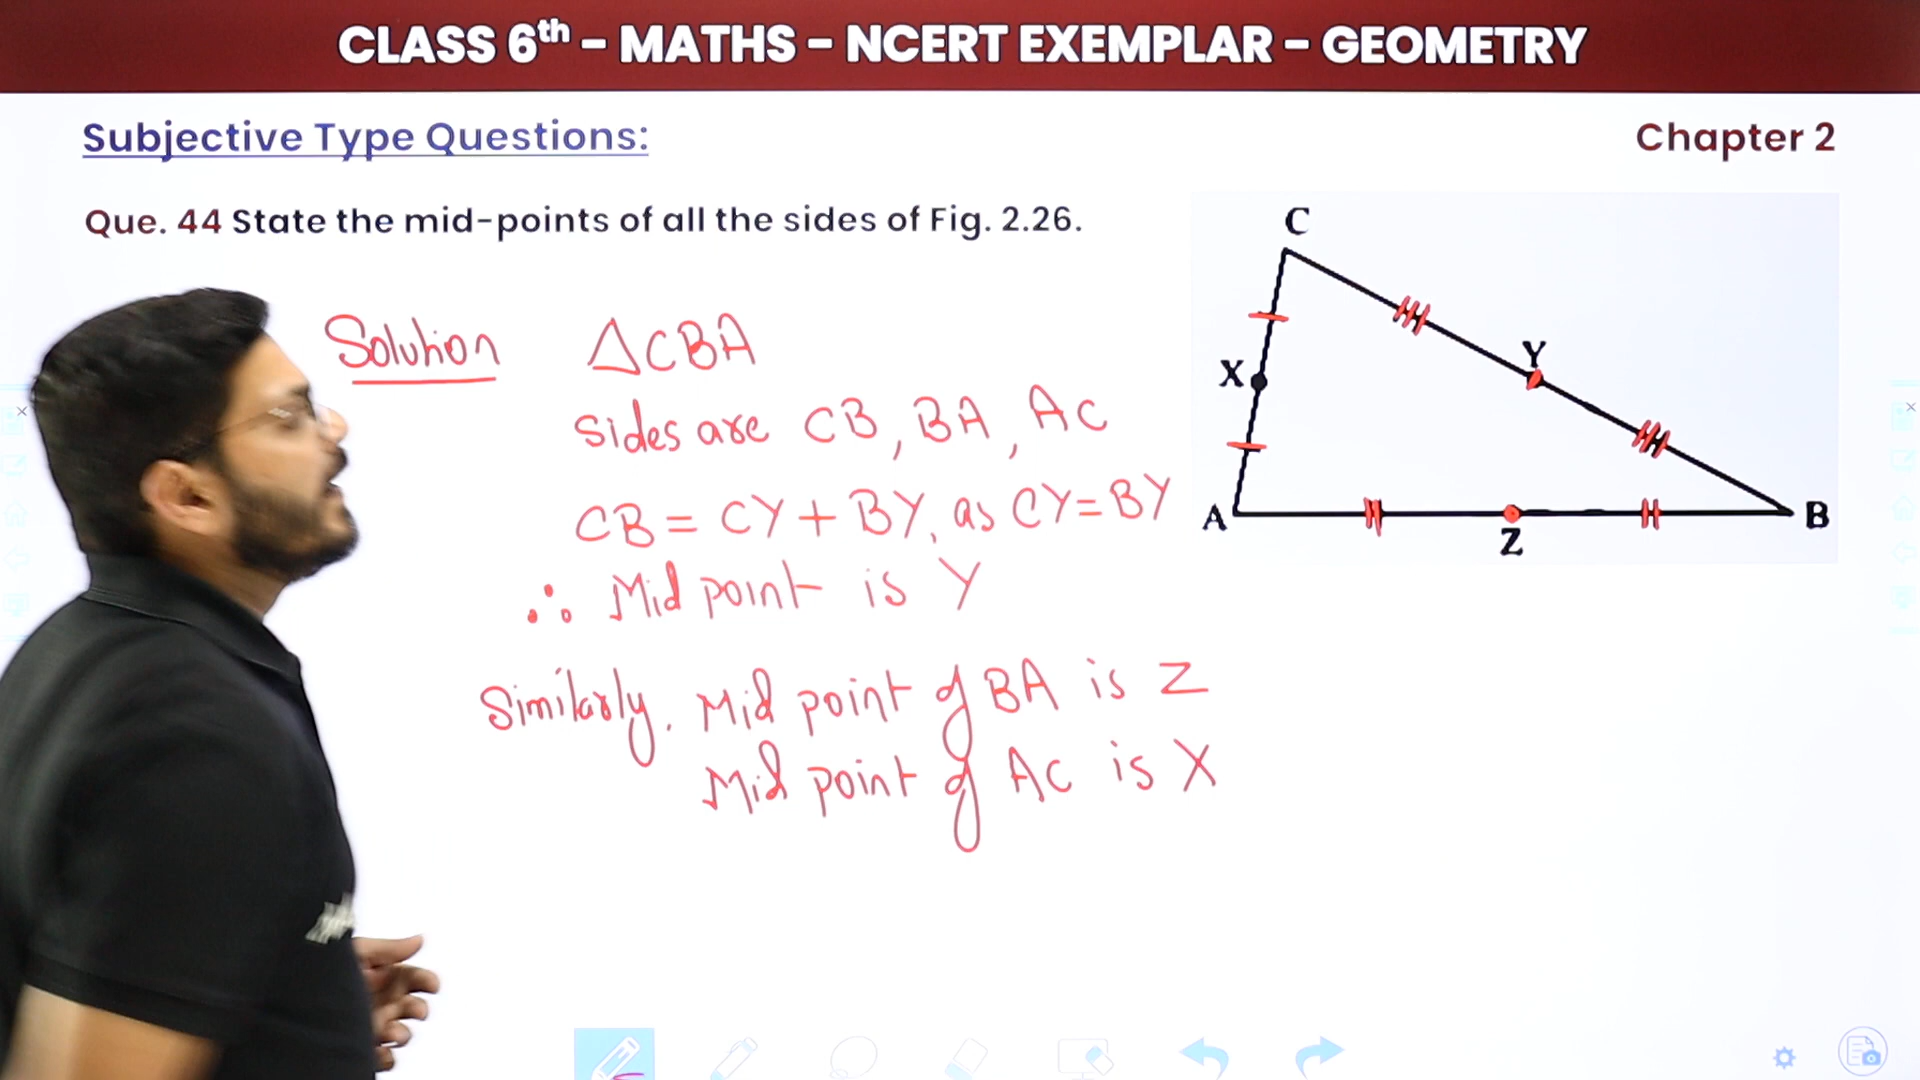 CLASS 6th – MATHS – NCERT EXEMPLAR – GEOMETRY
Subjective Type Questions:
Chapter 2
Que. 44 State the mid-points of all the sides of Fig. 2.26.
Solution △CBA
sides are CB, BA, AC
CB = CY + BY, as CY = BY
∴ Mid point is Y
Similarly, Mid point of BA is Z
Mid point of AC is X
C
Y
X
A
Z
B